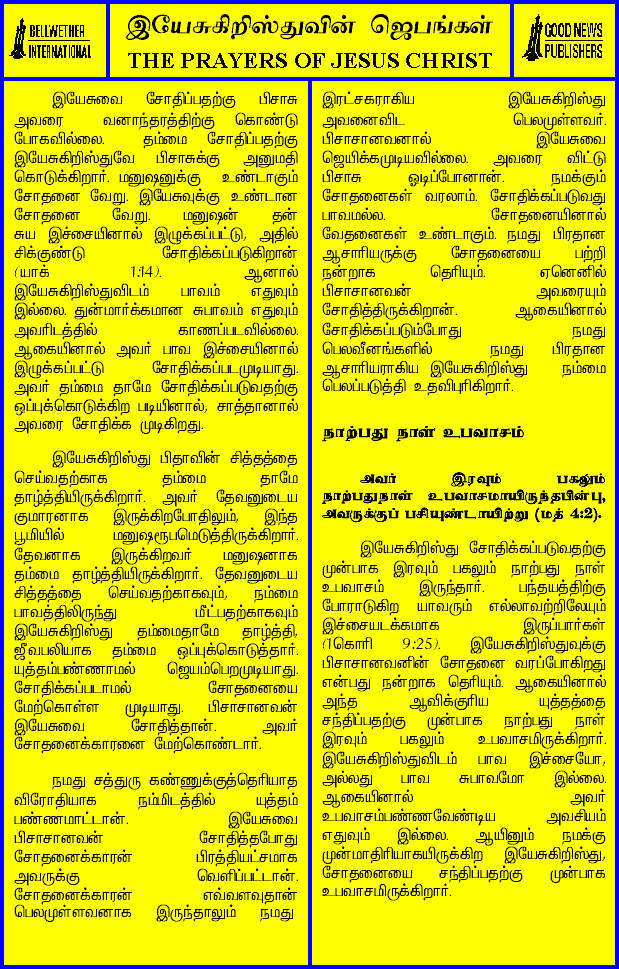 BELLWETHER
INTERNATIONAL
இயேசுகிறிஸ்துவின் ஜெபங்கள்
THE PRAYERS OF JESUS CHRIST
GOOD NEWS
PUBLISHERS
இயேசுவை சோதிப்பதற்கு பிசாசு
அவரை வனாந்தரத்திற்கு கொண்டு
போகவில்லை. தம்மை சோதிப்பதற்கு
இயேசுகிறிஸ்துவே பிசாசுக்கு அனுமதி
கொடுக்கிறார். மனுஷனுக்கு உண்டாகும்
சோதனை வேறு. இயேசுவுக்கு உண்டான
சோதனை வேறு. மனுஷன் தன்
சுய இச்சையினால் இழுக்கப்பட்டு, அதில்
சிக்குண்டு சோதிக்கப்படுகிறான்
(யாக் 1:14). ஆனால்
இயேசுகிறிஸ்துவிடம் பாவம் எதுவும்
இல்லை. துன்மார்க்கமான சுபாவம் எதுவும்
அவரிடத்தில் காணப்படவில்லை.
ஆகையினால் அவர் பாவ இச்சையினால்
இழுக்கப்பட்டு சோதிக்கப்படமுடியாது.
அவர் தம்மை தாமே சோதிக்கப்படுவதற்கு
ஒப்புக்கொடுக்கிற படியினால், சாத்தானால்
அவரை சோதிக்க முடிகிறது.
இயேசுகிறிஸ்து பிதாவின் சித்தத்தை
செய்வதற்காக தம்மை தாமே
தாழ்த்தியிருக்கிறார். அவர் தேவனுடைய
குமாரனாக இருக்கிறபோதிலும், இந்த
பூமியில் மனுஷரூபமெடுத்திருக்கிறார்.
தேவனாக இருக்கிறவர் மனுஷனாக
தம்மை தாழ்த்தியிருக்கிறார். தேவனுடைய
சித்தத்தை செய்வதற்காகவும், நம்மை
பாவத்திலிருந்து மீட்பதற்காகவும்
இயேசுகிறிஸ்து தம்மைதாமே தாழ்த்தி,
ஜீவபலியாக தம்மை ஒப்புக்கொடுத்தார்.
யுத்தம்பண்ணாமல் ஜெயம்பெறமுடியாது.
சோதிக்கப்படாமல் சோதனையை
மேற்கொள்ள முடியாது. பிசாசானவன்
இயேசுவை சோதித்தான். அவர்
சோதனைக்காரனை மேற்கொண்டார்.
நமது சத்துரு கண்ணுக்குத்தெரியாத
விரோதியாக நம்மிடத்தில் யுத்தம்
பண்ணமாட்டான். இயேசுவை
பிசாசானவன் சோதித்தபோது
சோதனைக்காரன் பிரத்தியட்சமாக
அவருக்கு வெளிப்பட்டான்.
சோதனைக்காரன் எவ்வளவுதான்
பெலமுள்ளவனாக இருந்தாலும் நமது
இரட்சகராகிய இயேசுகிறிஸ்து
அவனைவிட பெலமுள்ளவர்.
பிசாசானவனால் இயேசுவை
ஜெயிக்கமுடியவில்லை. அவரை விட்டு
பிசாசு ஓடிப்போனான். நமக்கும்
சோதனைகள் வரலாம். சோதிக்கப்படுவது
பாவமல்ல. சோதனையினால்
வேதனைகள் உண்டாகும். நமது பிரதான
ஆசாரியருக்கு சோதனையை பற்றி
நன்றாக தெரியும். ஏனெனில்
பிசாசானவன் அவரையும்
சோதித்திருக்கிறான். ஆகையினால்
சோதிக்கப்படும்போது நமது
பெலவீனங்களில் நமது பிரதான
ஆசாரியராகிய இயேசுகிறிஸ்து நம்மை
பெலப்படுத்தி உதவிபுரிகிறார்.
நாற்பது நாள் உபவாசம்
அவர் இரவும் பகலும்
நாற்பதுநாள் உபவாசமாயிருந்தபின்பு,
அவருக்குப் பசியுண்டாயிற்று (மத் 4:2).
இயேசுகிறிஸ்து சோதிக்கப்படுவதற்கு
முன்பாக இரவும் பகலும் நாற்பது நாள்
உபவாசம் இருந்தார். பந்தயத்திற்கு
போராடுகிற யாவரும் எல்லாவற்றிலேயும்
இச்சையடக்கமாக இருப்பார்கள்
(1கொரி 9:25). இயேசுகிறிஸ்துவுக்கு
பிசாசானவனின் சோதனை வரப்போகிறது
என்பது நன்றாக தெரியும். ஆகையினால்
அந்த ஆவிக்குரிய யுத்தத்தை
சந்திப்பதற்கு முன்பாக நாற்பது நாள்
இரவும் பகலும் உபவாசமிருக்கிறார்.
இயேசுகிறிஸ்துவிடம் பாவ இச்சையோ,
அல்லது பாவ சுபாவமோ இல்லை.
ஆகையினால் அவர்
உபவாசம்பண்ணவேண்டிய அவசியம்
எதுவும் இல்லை. ஆயினும் நமக்கு
முன்மாதிரியாகயிருக்கிற இயேசுகிறிஸ்து,
சோதனையை சந்திப்பதற்கு முன்பாக
உபவாசமிருக்கிறார்.